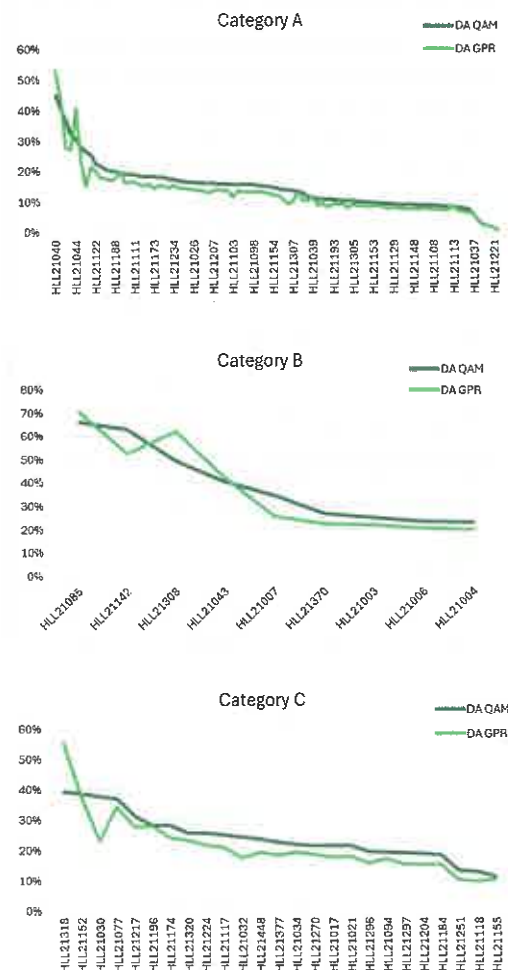 Category A
DA QAM
DA GPR
60%
50%
40%
30%
20%
10%
0%
HLL21040
HLL21044
HLL21122
HLL21188
HLL21111
HLL21173
HLL21234
HLL21026
HLL21207
HLL21103
HLL21098
HLL21154
HLL21307
HLL21039
HLL21193
HLL21305
HLL21153
HLL21129
HLL21148
HLL21108
HLL21113
HLL21037
HLL21221
Category B
DA QAM
DA GPR
80%
70%
60%
50%
40%
30%
20%
10%
0%
HLL21085
HLL21142
HLL21308
HLL21043
HLL21007
HLL21370
HLL21003
HLL21006
HLL21004
Category C
DA QAM
DA GPR
60%
50%
40%
30%
20%
10%
0%
HLL21318
HLL21152
HLL21030
HLL21077
HLL21217
HLL21196
HLL21174
HLL21320
HLL21224
HLL21117
HLL21032
HLL21448
HLL21377
HLL21034
HLL21270
HLL21017
HLL21021
HLL21296
HLL21094
HLL21297
HLL21204
HLL21184
HLL21251
HLL21118
HLL21155